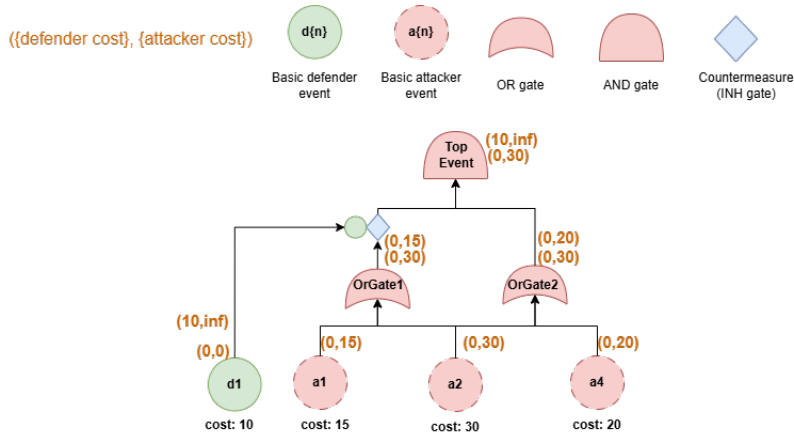 ({defender cost}, {attacker cost})
d{n}
a{n}
Basic defender
event
Basic attacker
event
OR gate
AND gate
Countermeasure
(INH gate)
Top
Event
(10,inf)
(0,30)
(0,15)
(0,30)
(0,20)
(0,30)
OrGate1
OrGate2
(10,inf)
(0,0)
(0,15)
(0,30)
(0,20)
d1
a1
a2
a4
cost: 10
cost: 15
cost: 30
cost: 20